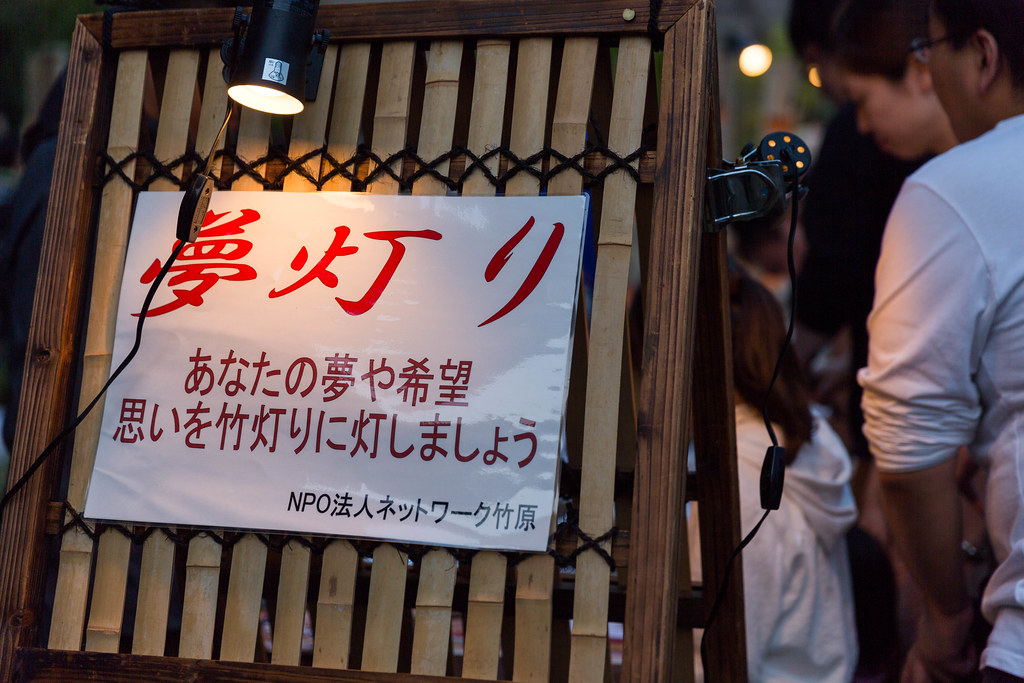 夢灯り
あなたの夢や希望
思いを竹灯りに灯しましょう
NPO法人ネットワーク竹原